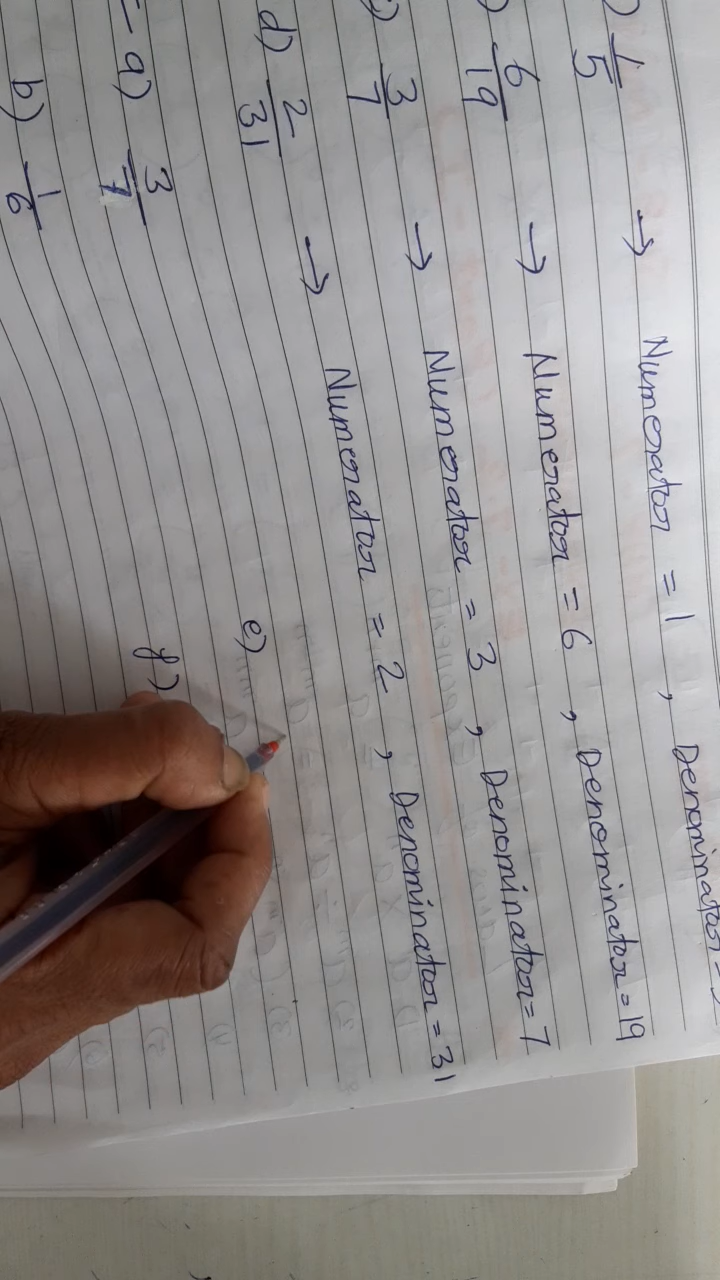 ) 1/5 → Numerator = 1 , Denominator =
) 6/19 → Numerator = 6 , Denominator = 19
) 3/7 → Numerator = 3 , Denominator = 7
d) 2/31 → Numerator = 2 , Denominator = 31
- a) 3/7 e)
b) 1/6 f)